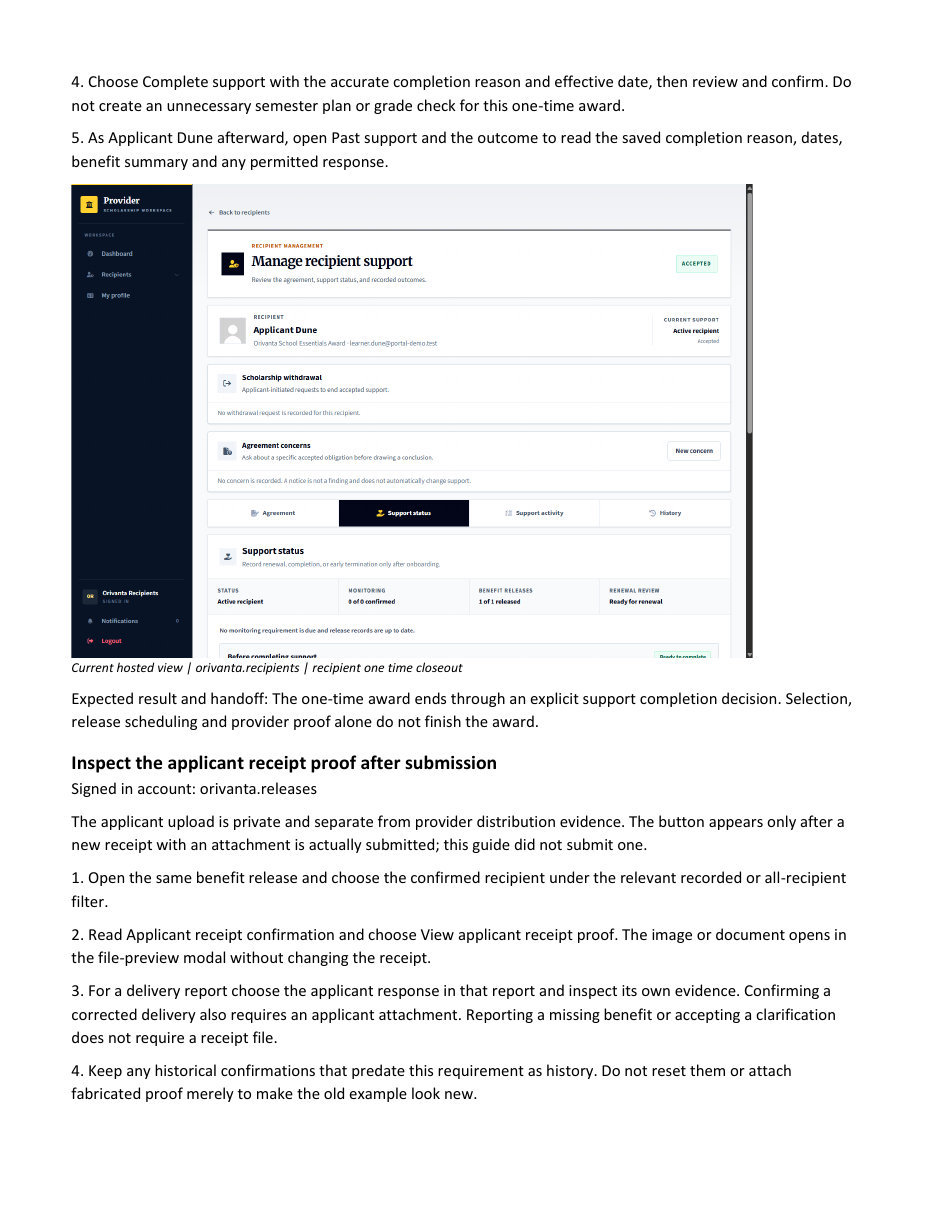 4. Choose Complete support with the accurate completion reason and effective date, then review and confirm. Do
not create an unnecessary semester plan or grade check for this one-time award.
5. As Applicant Dune afterward, open Past support and the outcome to read the saved completion reason, dates,
benefit summary and any permitted response.
Provider
SCHOLARSHIP WORKSPACE
WORKSPACE
Dashboard
Recipients
My profile
OR
Orivanta Recipients
SIGNED IN
Notifications
0
Logout
← Back to recipients
RECIPIENT MANAGEMENT
Manage recipient support
Review the agreement, support status, and recorded outcomes.
ACCEPTED
RECIPIENT
Applicant Dune
Orivanta School Essentials Award · learner.dune@portal-demo.test
CURRENT SUPPORT
Active recipient
Accepted
Scholarship withdrawal
Applicant-initiated requests to end accepted support.
No withdrawal request is recorded for this recipient.
Agreement concerns
Ask about a specific accepted obligation before drawing a conclusion.
New concern
No concern is recorded. A notice is not a finding and does not automatically change support.
Agreement
Support status
Support activity
History
Support status
Record renewal, completion, or early termination only after onboarding.
STATUS
Active recipient
MONITORING
0 of 0 confirmed
BENEFIT RELEASES
1 of 1 released
RENEWAL REVIEW
Ready for renewal
No monitoring requirement is due and release records are up to date.
Before completing support
Ready to complete
Current hosted view | orivanta.recipients | recipient one time closeout
Expected result and handoff: The one-time award ends through an explicit support completion decision. Selection,
release scheduling and provider proof alone do not finish the award.
Inspect the applicant receipt proof after submission
Signed in account: orivanta.releases
The applicant upload is private and separate from provider distribution evidence. The button appears only after a
new receipt with an attachment is actually submitted; this guide did not submit one.
1. Open the same benefit release and choose the confirmed recipient under the relevant recorded or all-recipient
filter.
2. Read Applicant receipt confirmation and choose View applicant receipt proof. The image or document opens in
the file-preview modal without changing the receipt.
3. For a delivery report choose the applicant response in that report and inspect its own evidence. Confirming a
corrected delivery also requires an applicant attachment. Reporting a missing benefit or accepting a clarification
does not require a receipt file.
4. Keep any historical confirmations that predate this requirement as history. Do not reset them or attach
fabricated proof merely to make the old example look new.